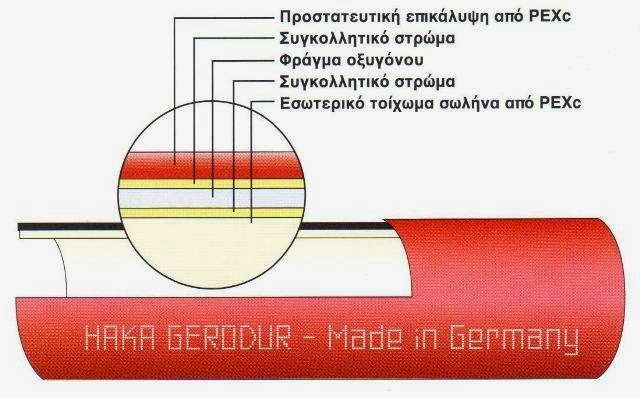 Προστατευτική επικάλυψη από PEXc
Συγκολλητικό στρώμα
Φράγμα οξυγόνου
Συγκολλητικό στρώμα
Εσωτερικό τοίχωμα σωλήνα από PEXc
HAKA GERODUR - Made in Germany